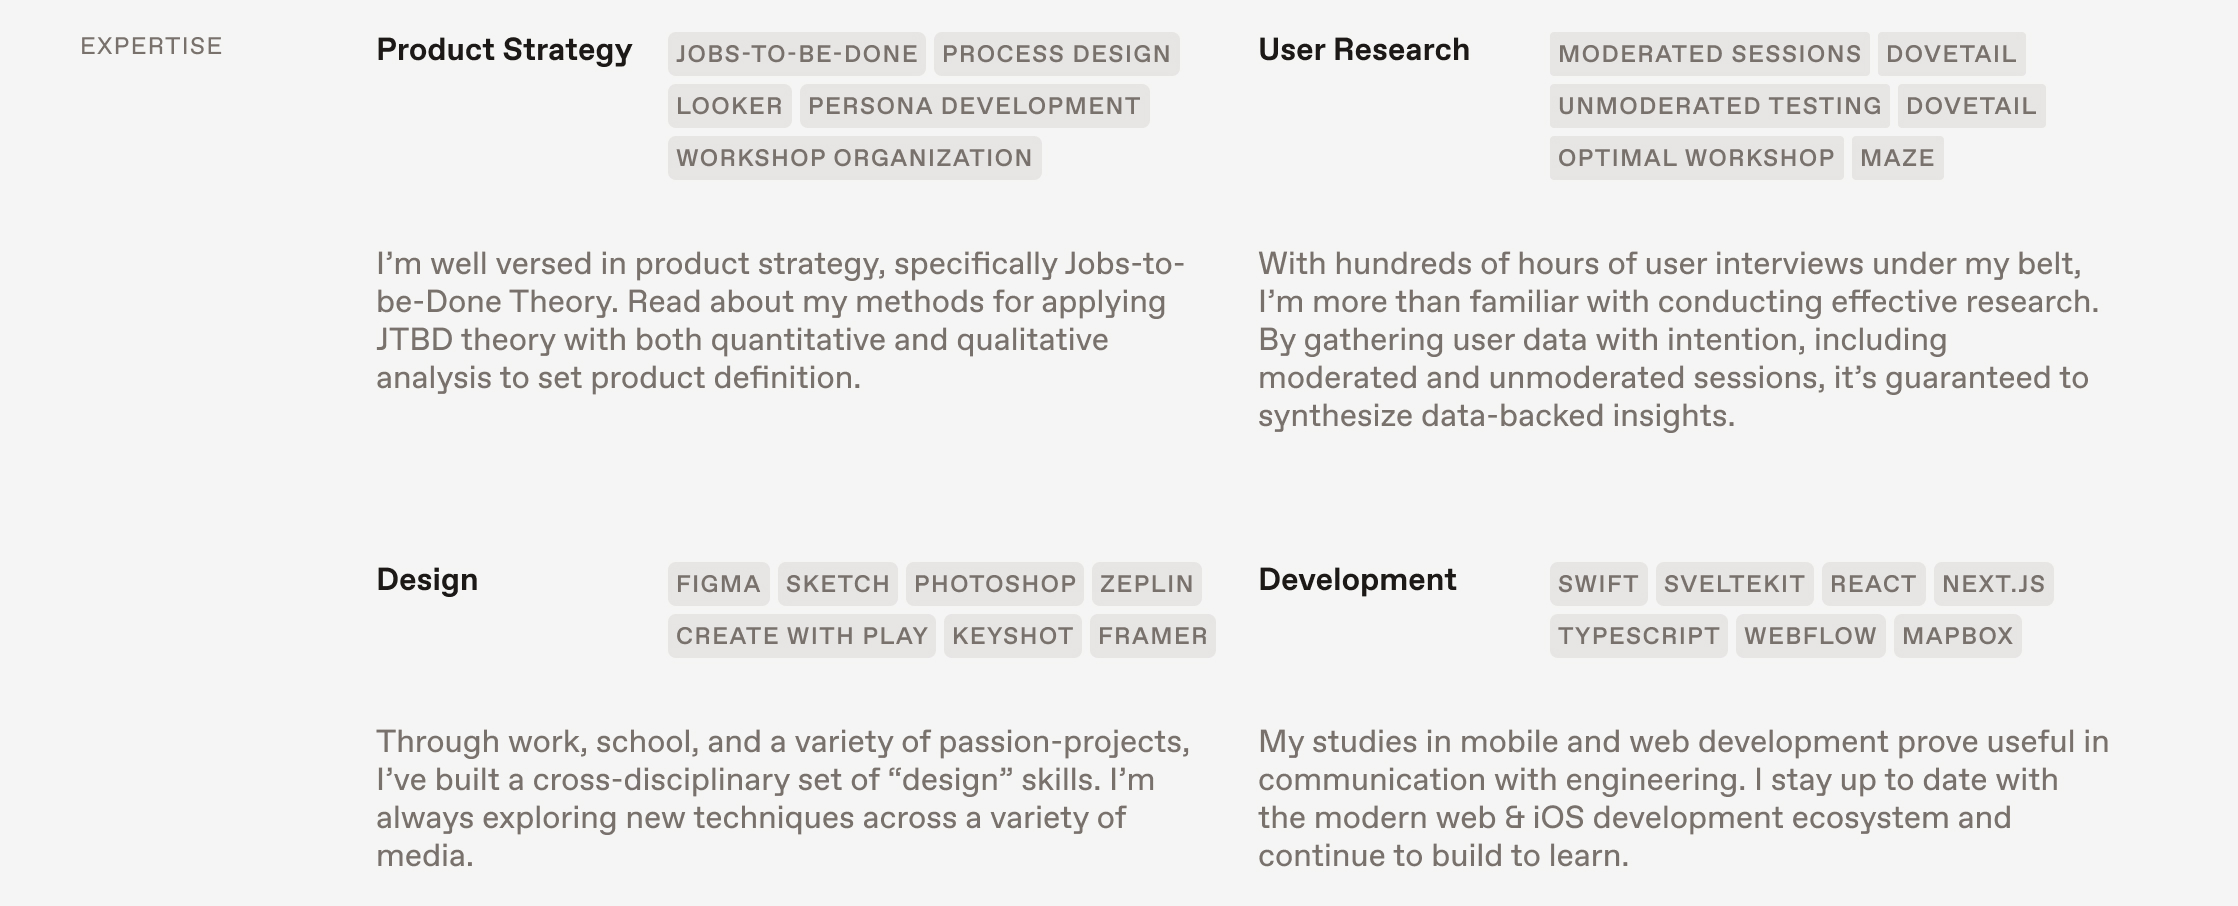 EXPERTISE
Product Strategy
JOBS-TO-BE-DONE PROCESS DESIGN
LOOKER PERSONA DEVELOPMENT
WORKSHOP ORGANIZATION
I’m well versed in product strategy, specifically Jobs-to-
be-Done Theory. Read about my methods for applying
JTBD theory with both quantitative and qualitative
analysis to set product definition.
User Research
MODERATED SESSIONS DOVETAIL
UNMODERATED TESTING DOVETAIL
OPTIMAL WORKSHOP MAZE
With hundreds of hours of user interviews under my belt,
I’m more than familiar with conducting effective research.
By gathering user data with intention, including
moderated and unmoderated sessions, it’s guaranteed to
synthesize data-backed insights.
Design
FIGMA SKETCH PHOTOSHOP ZEPLIN
CREATE WITH PLAY KEYSHOT FRAMER
Through work, school, and a variety of passion-projects,
I’ve built a cross-disciplinary set of “design” skills. I’m
always exploring new techniques across a variety of
media.
Development
SWIFT SVELTEKIT REACT NEXT.JS
TYPESCRIPT WEBFLOW MAPBOX
My studies in mobile and web development prove useful in
communication with engineering. I stay up to date with
the modern web & iOS development ecosystem and
continue to build to learn.